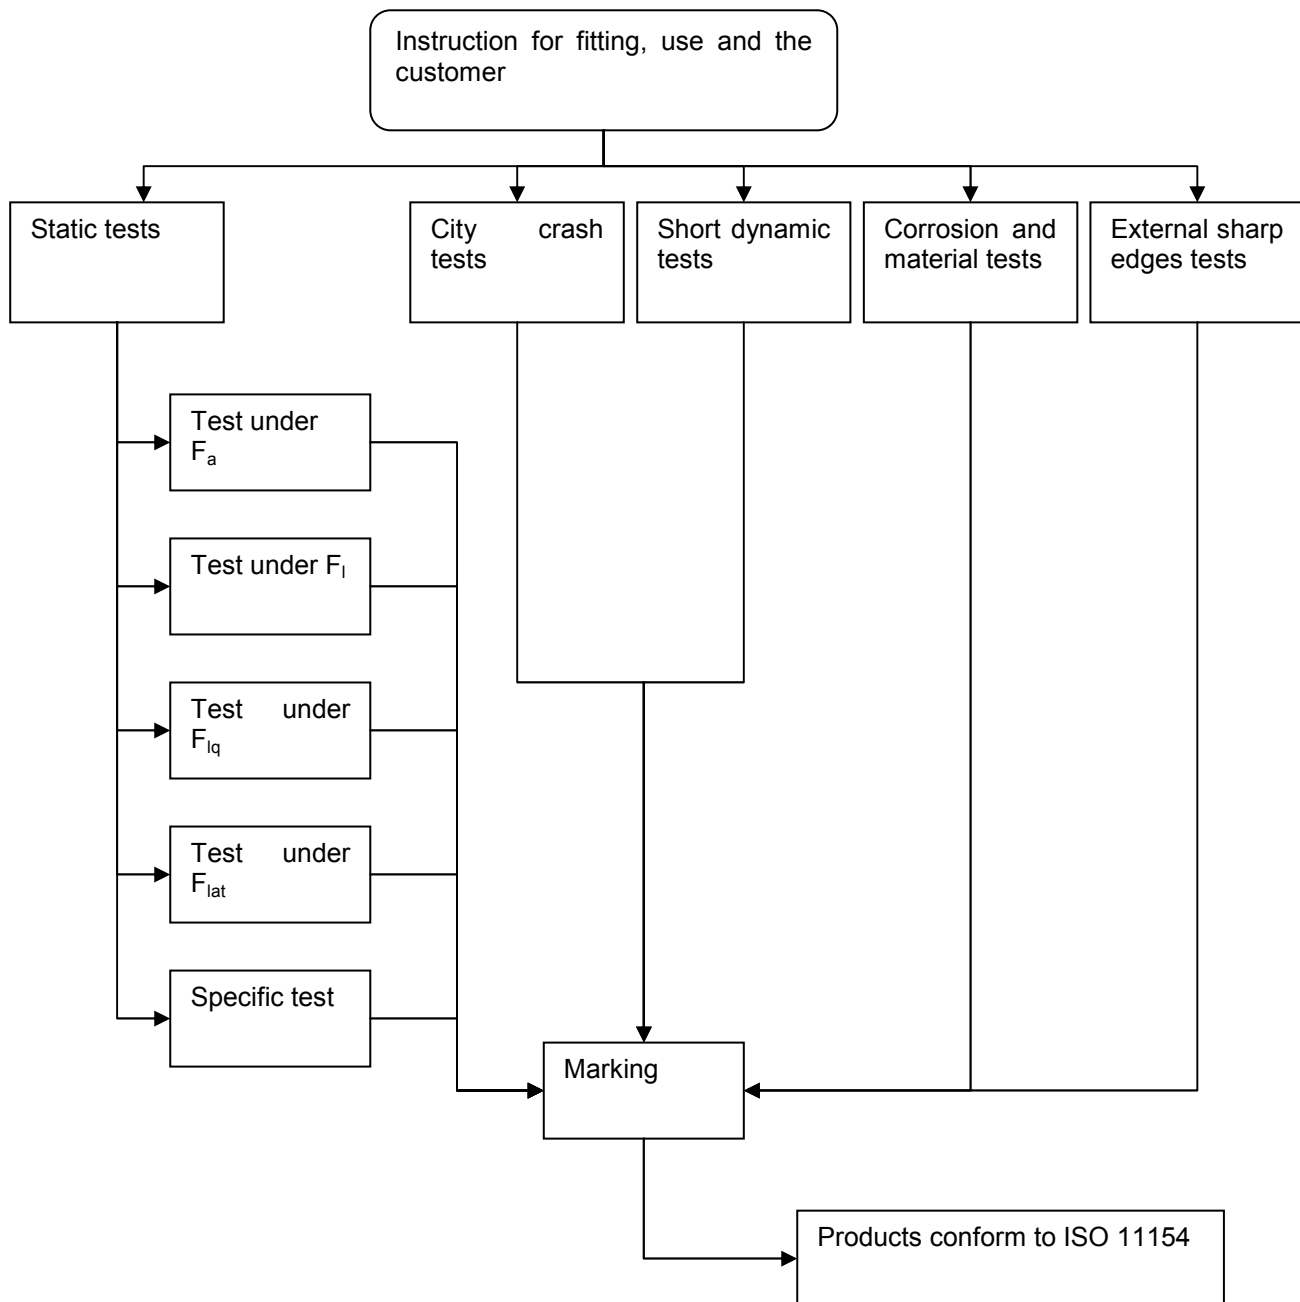 Instruction for fitting, use and the
customer
Static tests
City crash
tests
Short dynamic
tests
Corrosion and
material tests
External sharp
edges tests
Test under
Fa
Test under Fl
Test under
Flq
Test under
Flat
Specific test
Marking
Products conform to ISO 11154